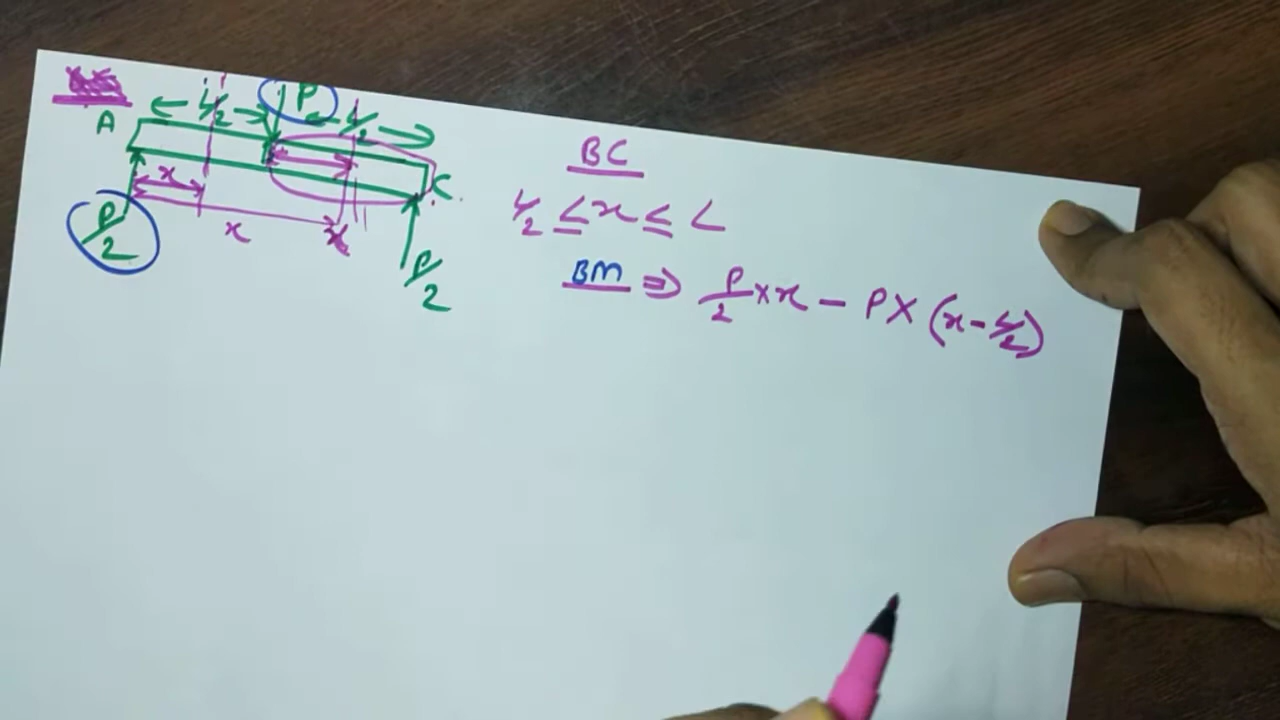 L/2 P L/2
A
C
x
x
P/2
P/2
BC
L/2 ≤ x ≤ L
BM ⇒ P/2 × x - P × (x - L/2)